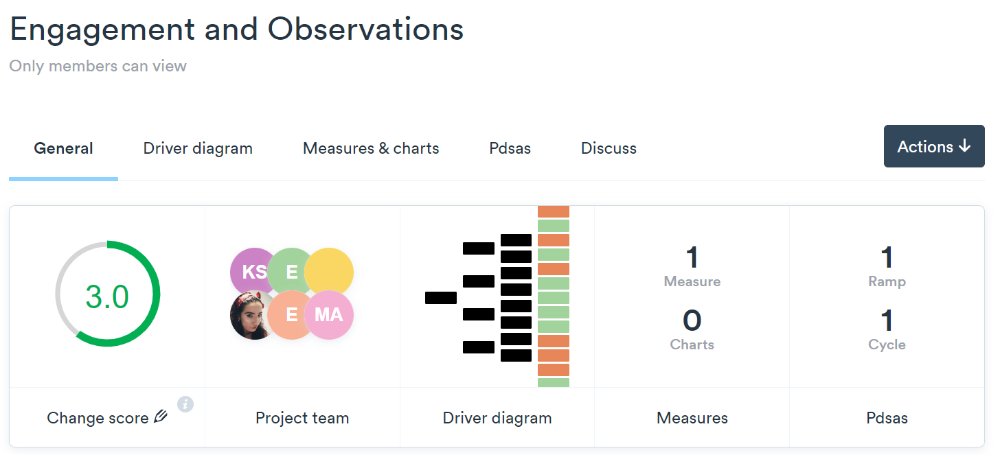 Engagement and Observations
Only members can view
General Driver diagram Measures & charts Pdsas Discuss Actions ↓
3.0
KS E
E MA
1
Measure
0
Charts
1
Ramp
1
Cycle
Change score i Project team Driver diagram Measures Pdsas